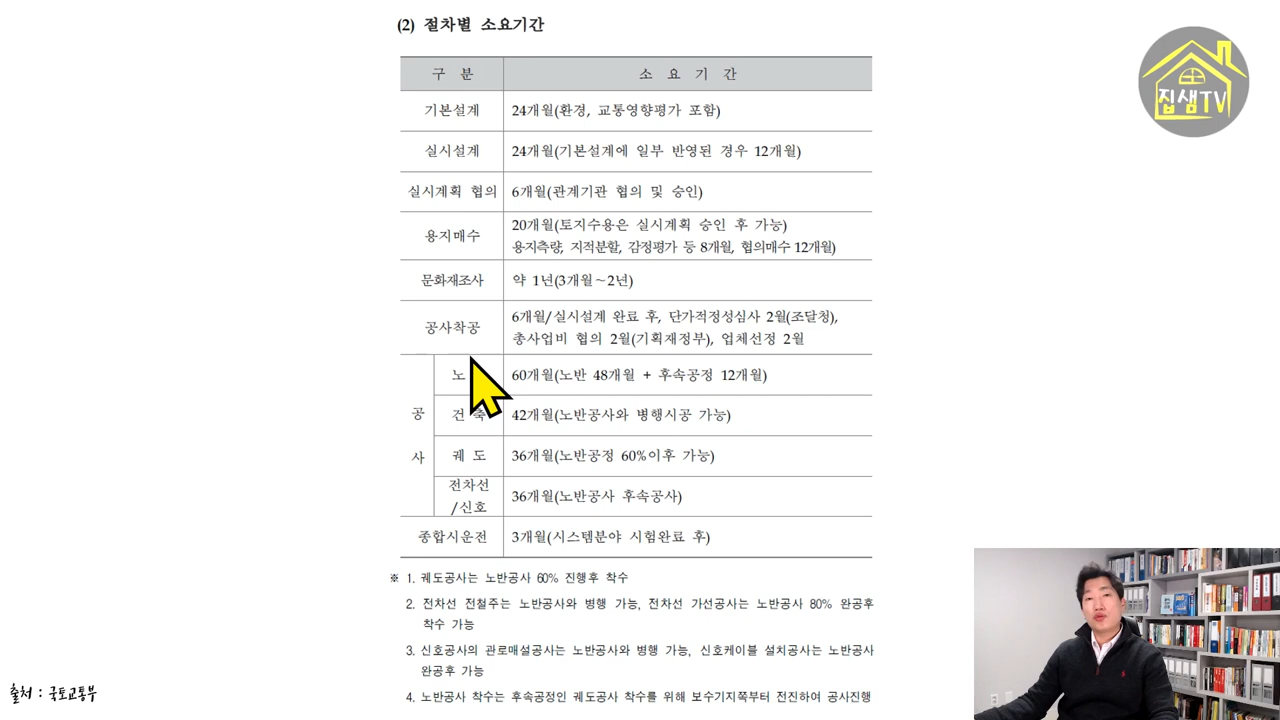 (2) 절차별 소요기간
집샘TV
구 분 소 요 기 간
기본설계 24개월(환경, 교통영향평가 포함)
실시설계 24개월(기본설계에 일부 반영된 경우 12개월)
실시계획 협의 6개월(관계기관 협의 및 승인)
용지매수 20개월(토지수용은 실시계획 승인 후 가능)
용지측량, 지적분할, 감정평가 등 8개월, 협의매수 12개월)
문화재조사 약 1년(3개월~2년)
공사착공 6개월/실시설계 완료 후, 단가적정성심사 2월(조달청),
총사업비 협의 2월(기획재정부), 업체선정 2월
공 사
노 60개월(노반 48개월 + 후속공정 12개월)
건 축 42개월(노반공사와 병행시공 가능)
궤 도 36개월(노반공정 60%이후 가능)
전차선
/신호 36개월(노반공사 후속공사)
종합시운전 3개월(시스템분야 시험완료 후)
※ 1. 궤도공사는 노반공사 60% 진행후 착수
2. 전차선 전철주는 노반공사와 병행 가능, 전차선 가선공사는 노반공사 80% 완공후
착수 가능
3. 신호공사의 관로매설공사는 노반공사와 병행 가능, 신호케이블 설치공사는 노반공사
완공후 가능
4. 노반공사 착수는 후속공정인 궤도공사 착수를 위해 보수기지쪽부터 전진하여 공사진행
출처 : 국토교통부